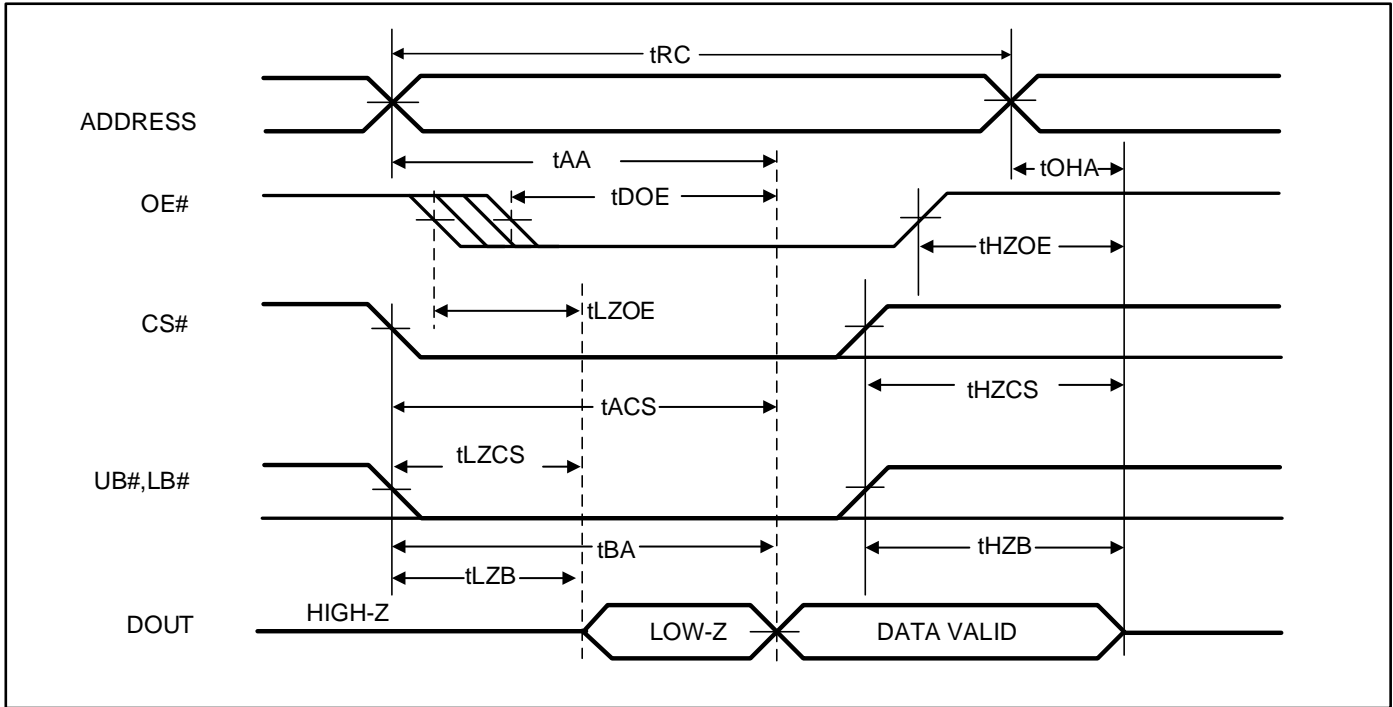 tRC
ADDRESS
tAA
tOHA
OE#
tDOE
tHZOE
tLZOE
CS#
tHZCS
tACS
tLZCS
UB#,LB#
tBA
tHZB
tLZB
HIGH-Z
DOUT
LOW-Z
DATA VALID